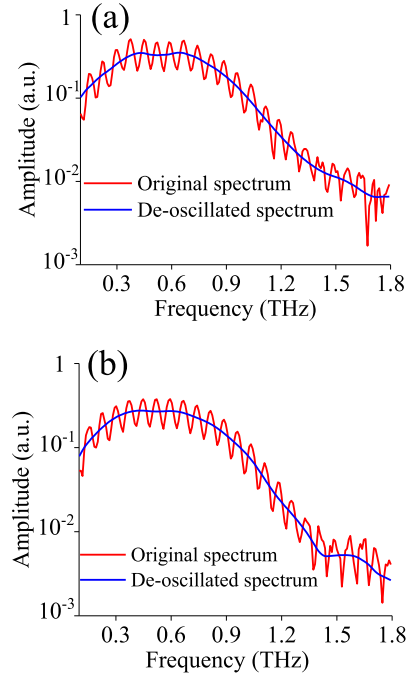 (a)
1
10⁻¹
10⁻²
10⁻³
Amplitude (a.u.)
Original spectrum
De-oscillated spectrum
0.3 0.6 0.9 1.2 1.5 1.8
Frequency (THz)
(b)
1
10⁻¹
10⁻²
10⁻³
Amplitude (a.u.)
Original spectrum
De-oscillated spectrum
0.3 0.6 0.9 1.2 1.5 1.8
Frequency (THz)